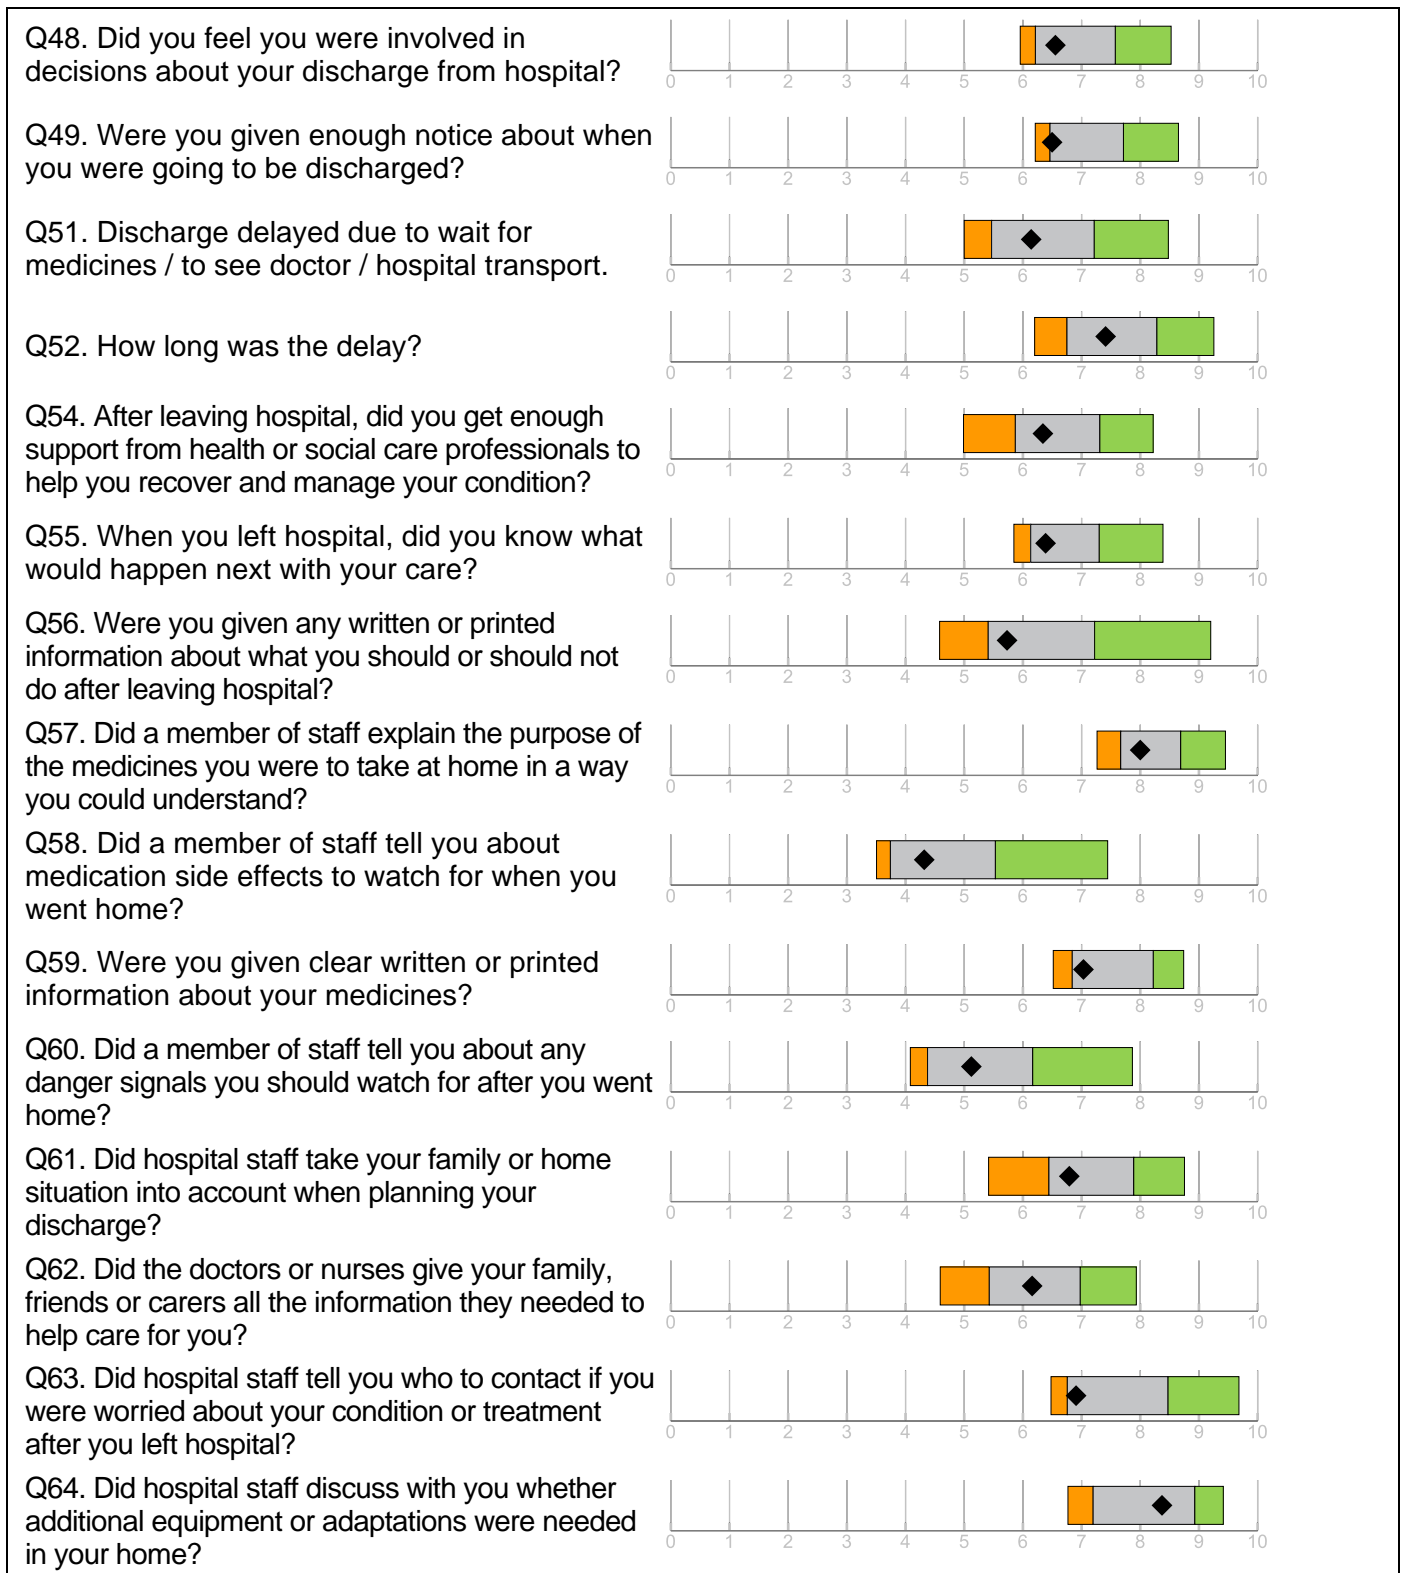 Q48. Did you feel you were involved in
decisions about your discharge from hospital?
0 1 2 3 4 5 6 7 8 9 10
Q49. Were you given enough notice about when
you were going to be discharged?
0 1 2 3 4 5 6 7 8 9 10
Q51. Discharge delayed due to wait for
medicines / to see doctor / hospital transport.
0 1 2 3 4 5 6 7 8 9 10
Q52. How long was the delay?
0 1 2 3 4 5 6 7 8 9 10
Q54. After leaving hospital, did you get enough
support from health or social care professionals to
help you recover and manage your condition?
0 1 2 3 4 5 6 7 8 9 10
Q55. When you left hospital, did you know what
would happen next with your care?
0 1 2 3 4 5 6 7 8 9 10
Q56. Were you given any written or printed
information about what you should or should not
do after leaving hospital?
0 1 2 3 4 5 6 7 8 9 10
Q57. Did a member of staff explain the purpose of
the medicines you were to take at home in a way
you could understand?
0 1 2 3 4 5 6 7 8 9 10
Q58. Did a member of staff tell you about
medication side effects to watch for when you
went home?
0 1 2 3 4 5 6 7 8 9 10
Q59. Were you given clear written or printed
information about your medicines?
0 1 2 3 4 5 6 7 8 9 10
Q60. Did a member of staff tell you about any
danger signals you should watch for after you went
home?
0 1 2 3 4 5 6 7 8 9 10
Q61. Did hospital staff take your family or home
situation into account when planning your
discharge?
0 1 2 3 4 5 6 7 8 9 10
Q62. Did the doctors or nurses give your family,
friends or carers all the information they needed to
help care for you?
0 1 2 3 4 5 6 7 8 9 10
Q63. Did hospital staff tell you who to contact if you
were worried about your condition or treatment
after you left hospital?
0 1 2 3 4 5 6 7 8 9 10
Q64. Did hospital staff discuss with you whether
additional equipment or adaptations were needed
in your home?
0 1 2 3 4 5 6 7 8 9 10